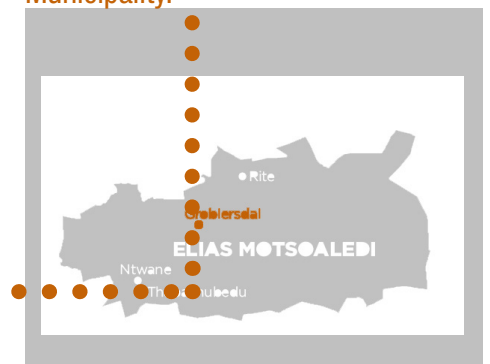 Municipality.
Rite
Groblersdal
ELIAS MOTSOALEDI
Ntwane